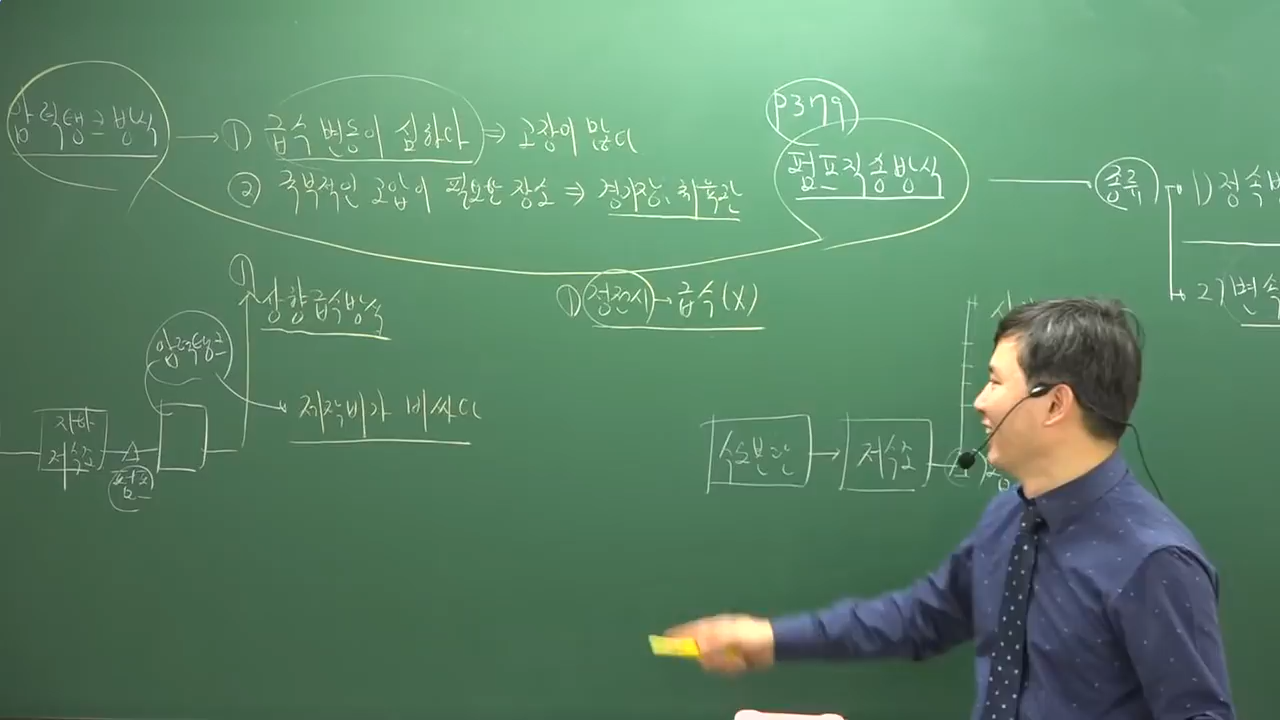 압력탱크방식 → ① 급수 변동이 심하다 ⇒ 고장이 많다
② 국부적인 고압이 필요한 장소 ⇒ 경기장, 체육관
① 상향급수방식
압력탱크
저작비가 비싸다
지하
저수조
펌프
P379
펌프직송방식
종류
1) 정속방
2) 변속
① 정전시 → 급수(X)
수도본관 → 저수조
상